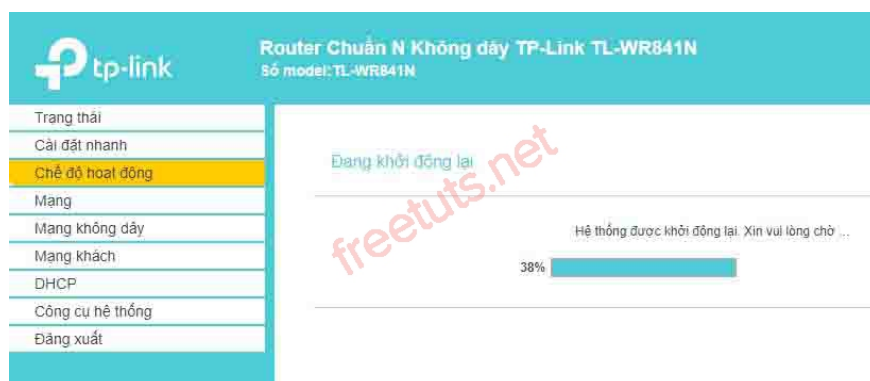 tp-link
Router Chuẩn N Không dây TP-Link TL-WR841N
Số model:TL-WR841N
Trạng thái
Cài đặt nhanh
Chế độ hoạt động
Mạng
Mạng không dây
Mạng khách
DHCP
Công cụ hệ thống
Đăng xuất
Đang khởi động lại
Hệ thống được khởi động lại. Xin vui lòng chờ ...
38%
freetuts.net